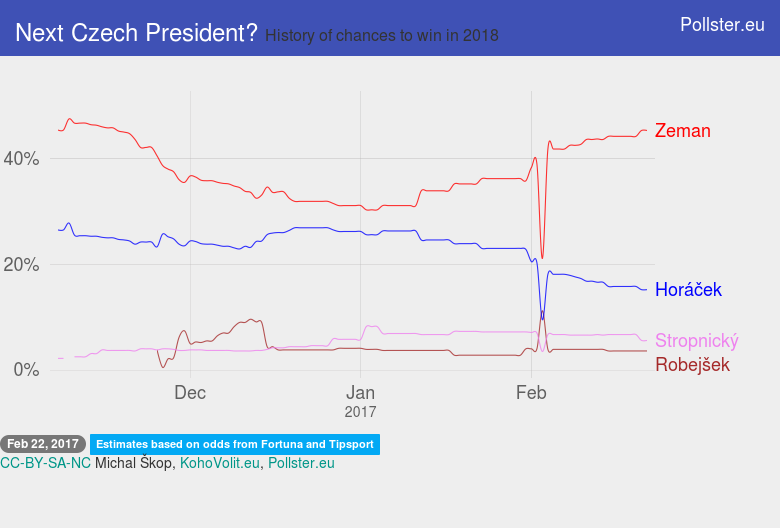 Next Czech President? History of chances to win in 2018
Pollster.eu
Zeman
40%
Horáček
20%
Stropnický
Robejšek
0%
Dec
Jan
Feb
2017
Feb 22, 2017 Estimates based on odds from Fortuna and Tipsport
CC-BY-SA-NC Michal Škop, KohoVolit.eu, Pollster.eu